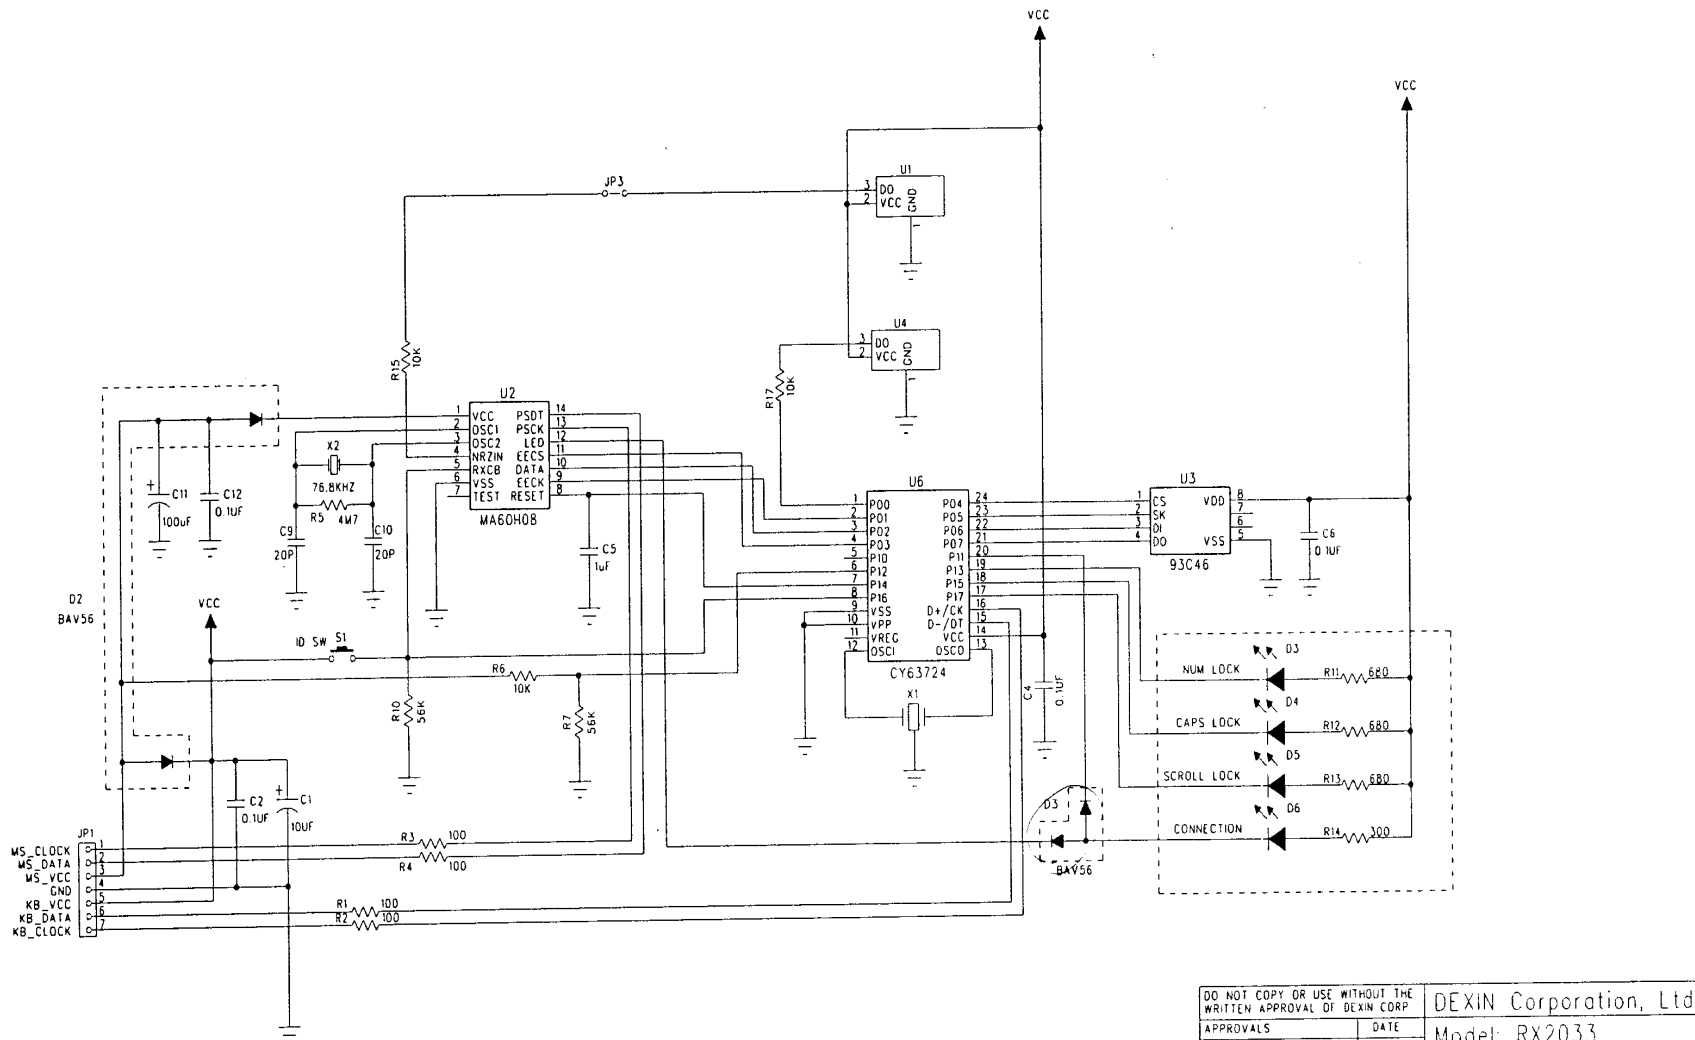 VCC
VCC
JP3
U1
3 DO
2 VCC
GND
1
U4
3 DO
2 VCC
GND
1
R15
10K
R17
10K
U2
1 VCC PSDT 14
2 OSC1 PSCK 13
3 OSC2 LED 12
4 NRZIN EECS 11
5 RXCB DATA 10
6 VSS EECK 9
7 TEST RESET 8
MA60H08
X2
76.8KHZ
R5 4M7
C11
100uF
C12
0.1UF
C9
20P
C10
20P
C5
1uF
D2
BAV56
VCC
ID SW S1
R6
10K
R10
56K
R7
56K
U6
1 P00 P04 24
2 P01 P05 23
3 P02 P06 22
4 P03 P07 21
5 P10 P11 20
6 P12 P13 19
7 P14 P15 18
8 P16 P17 17
9 VSS D+/CK 16
10 VPP D-/DT 15
11 VREG VCC 14
12 OSCI OSCO 13
CY63724
X1
C4
0.1UF
U3
1 CS VDD 8
2 SK 7
3 DI 6
4 DO VSS 5
93C46
C6
0.1UF
NUM LOCK D3 R11 680
CAPS LOCK D4 R12 680
SCROLL LOCK D5 R13 680
CONNECTION D6 R14 300
D3
BAV56
C2
0.1UF
+ C1
10UF
JP1
MS_CLOCK 1
MS_DATA 2
MS_VCC 3
GND 4
KB_VCC 5
KB_DATA 6
KB_CLOCK 7
R3 100
R4 100
R1 100
R2 100
DO NOT COPY OR USE WITHOUT THE
WRITTEN APPROVAL OF DEXIN CORP
DEXIN Corporation, Ltd
APPROVALS DATE
Model: RX2033